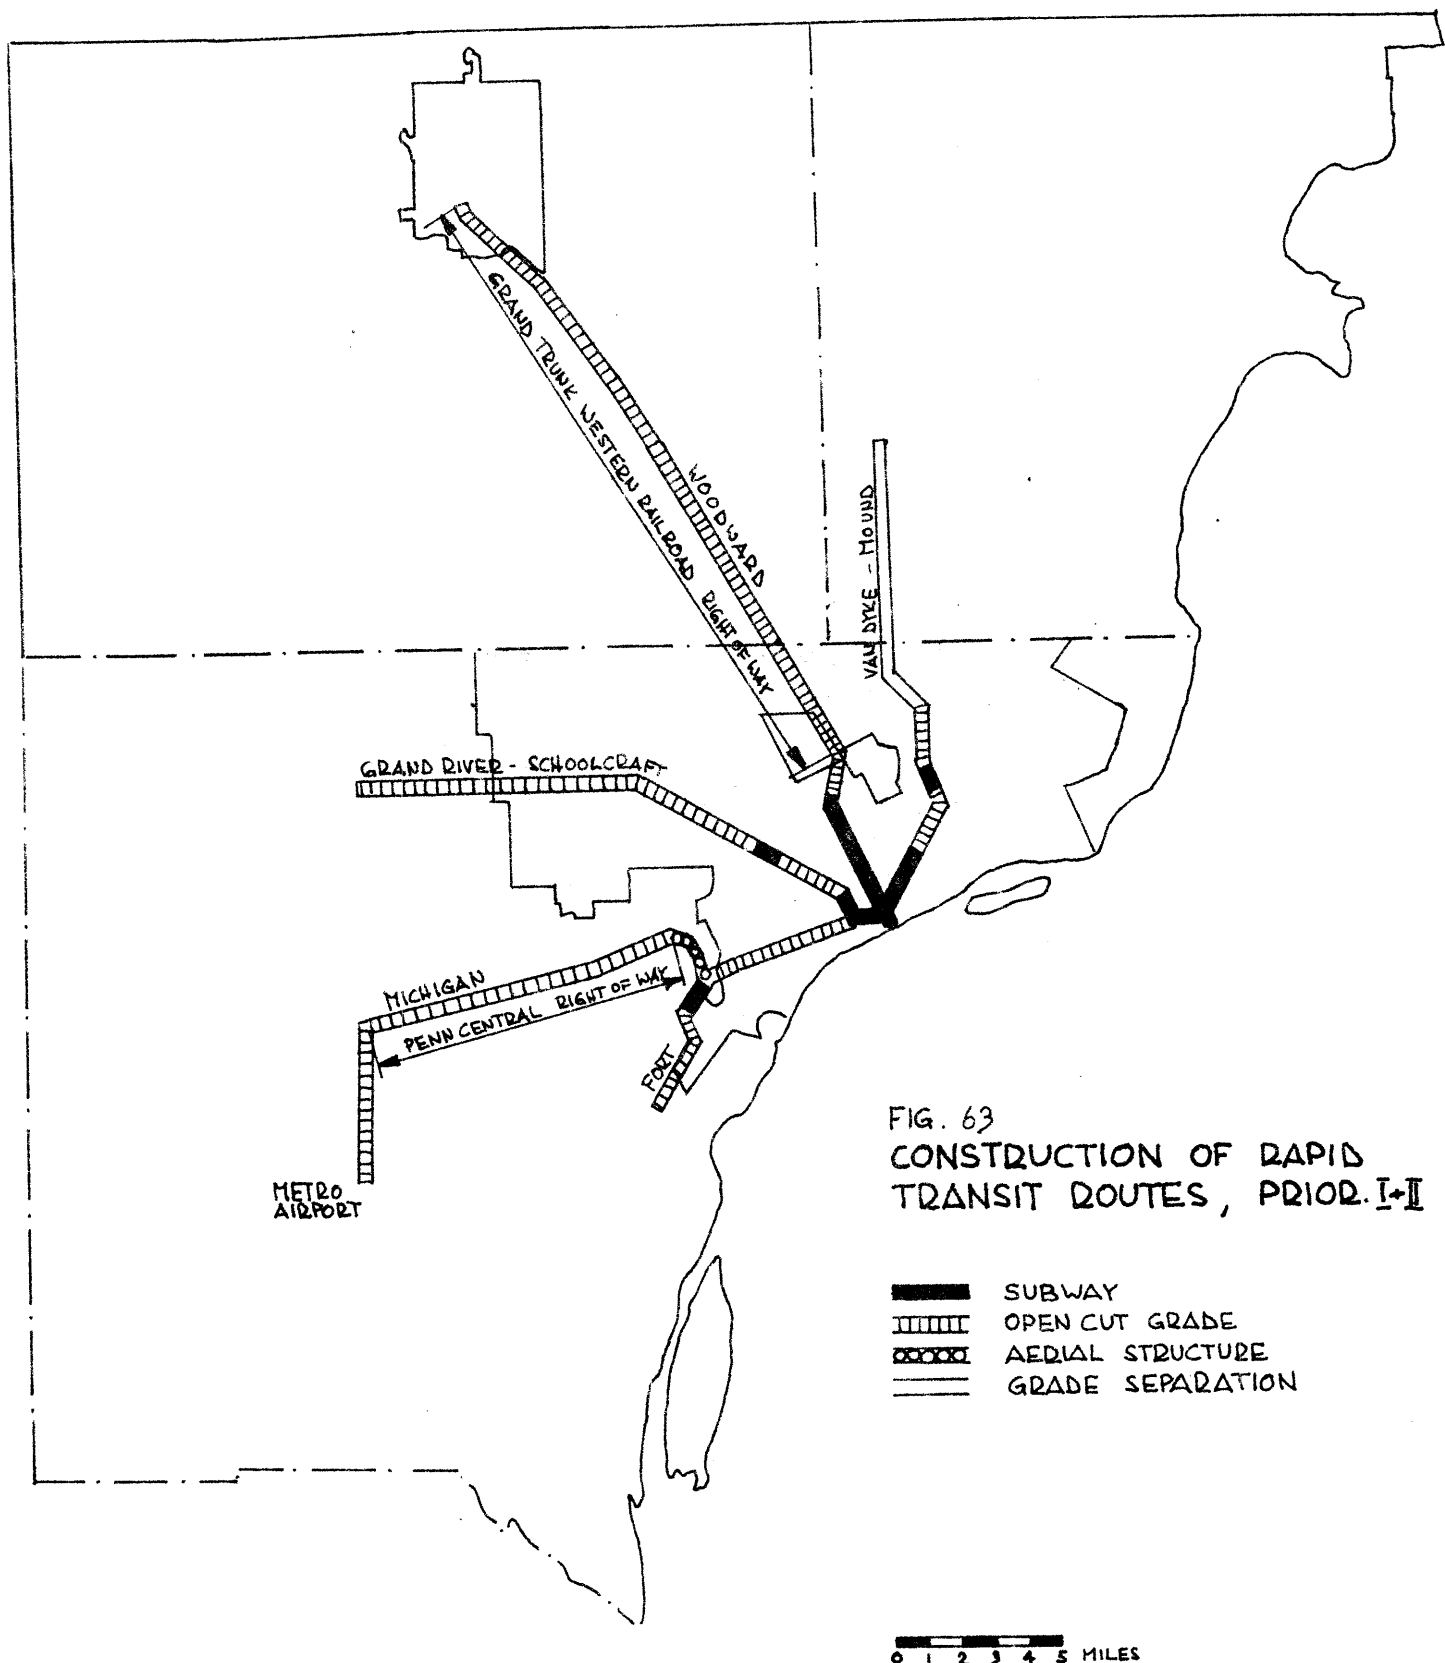 GRAND TRUNK WESTERN RAILROAD RIGHT OF WAY
WOODWARD
VAN DYKE - MOUND
GRAND RIVER - SCHOOLCRAFT
MICHIGAN
PENN CENTRAL RIGHT OF WAY
FORT
METRO
AIRPORT
FIG. 63
CONSTRUCTION OF RAPID
TRANSIT ROUTES, PRIOR. I+II
SUBWAY
OPEN CUT GRADE
AERIAL STRUCTURE
GRADE SEPARATION
0 1 2 3 4 5 MILES